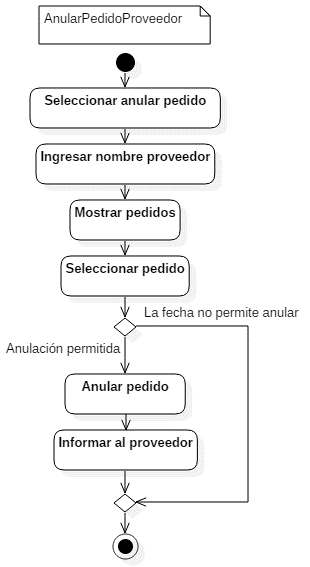 AnularPedidoProveedor
Seleccionar anular pedido
Ingresar nombre proveedor
Mostrar pedidos
Seleccionar pedido
La fecha no permite anular
Anulación permitida
Anular pedido
Informar al proveedor